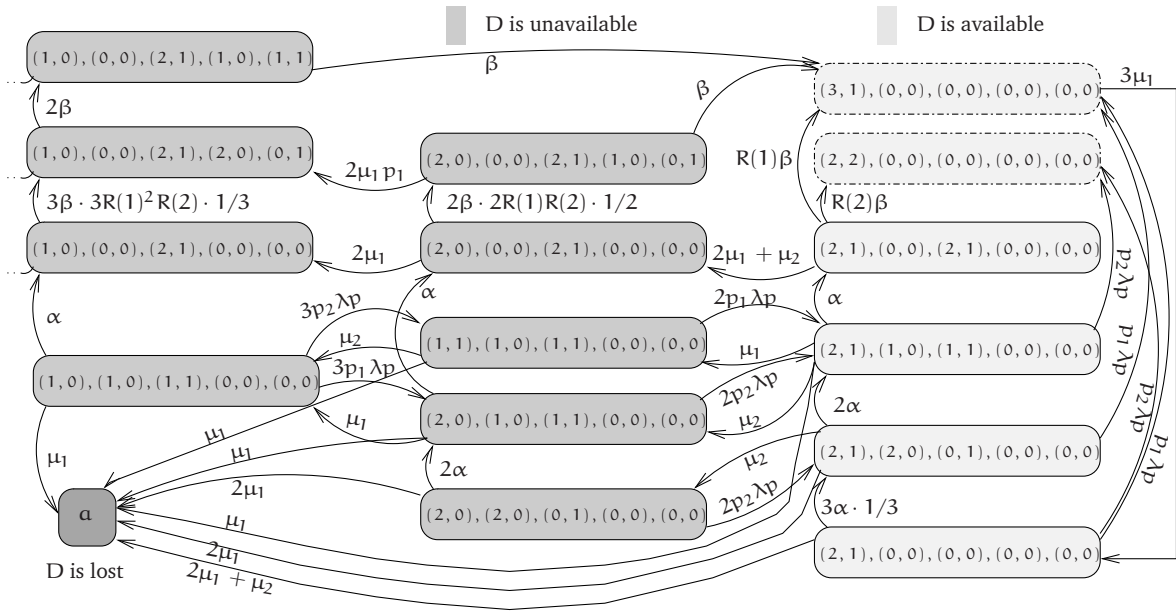 D is unavailable
D is available
(1, 0), (0, 0), (2, 1), (1, 0), (1, 1)
β
(3, 1), (0, 0), (0, 0), (0, 0), (0, 0)
3μ₁
β
2β
(1, 0), (0, 0), (2, 1), (2, 0), (0, 1)
(2, 0), (0, 0), (2, 1), (1, 0), (0, 1)
(2, 2), (0, 0), (0, 0), (0, 0), (0, 0)
R(1)β
2μ₁p₁
3β · 3R(1)²R(2) · 1/3
2β · 2R(1)R(2) · 1/2
R(2)β
(1, 0), (0, 0), (2, 1), (0, 0), (0, 0)
2μ₁
(2, 0), (0, 0), (2, 1), (0, 0), (0, 0)
2μ₁ + μ₂
(2, 1), (0, 0), (2, 1), (0, 0), (0, 0)
p₂λp
α
3p₂λp
α
2p₁λp
α
(1, 1), (1, 0), (1, 1), (0, 0), (0, 0)
(2, 1), (1, 0), (1, 1), (0, 0), (0, 0)
p₁λp
μ₂
μ₁
(1, 0), (1, 0), (1, 1), (0, 0), (0, 0)
3p₁λp
2p₂λp
2α
p₂λp
(2, 0), (1, 0), (1, 1), (0, 0), (0, 0)
μ₁
μ₂
μ₁
μ₁
μ₁
2α
μ₂
(2, 1), (2, 0), (0, 1), (0, 0), (0, 0)
p₁λp
2μ₁
(2, 0), (2, 0), (0, 1), (0, 0), (0, 0)
2p₂λp
3α · 1/3
a
μ₁
2μ₁
2μ₁ + μ₂
(2, 1), (0, 0), (0, 0), (0, 0), (0, 0)
D is lost